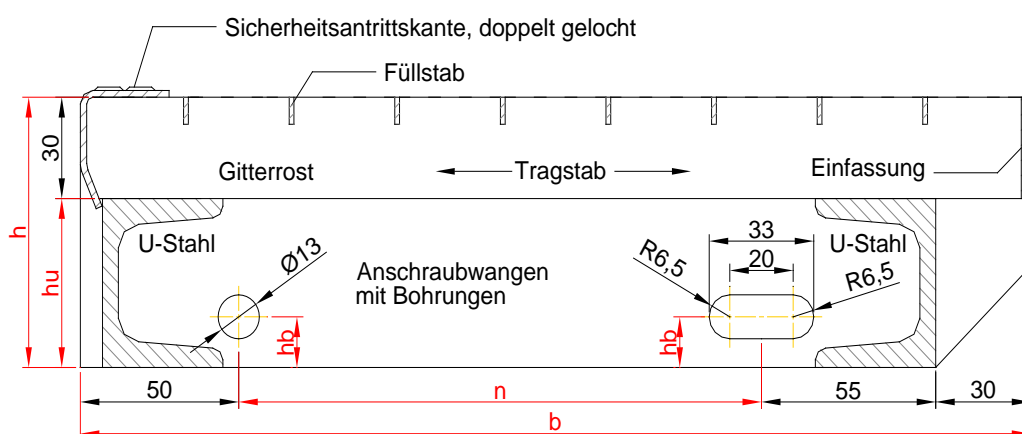 Sicherheitsantrittskante, doppelt gelocht
Füllstab
30
Gitterrost
Tragstab
Einfassung
h
hu
U-Stahl
Ø13
Anschraubwangen
mit Bohrungen
33
20
R6,5
R6,5
U-Stahl
hb
hb
50
n
55
30
b